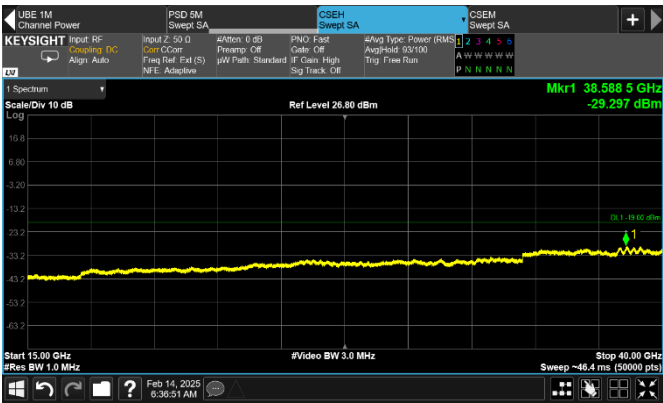 UBE 1M
Channel Power
PSD 5M
Swept SA
CSEH
Swept SA
CSEM
Swept SA
+
KEYSIGHT
Input: RF
Coupling: DC
Align: Auto
Input Z: 50 Ω
Corr CCorr
Freq Ref: Ext (S)
NFE: Adaptive
#Atten: 0 dB
Preamp: Off
µW Path: Standard
PNO: Fast
Gate: Off
IF Gain: High
Sig Track: Off
#Avg Type: Power (RMS)
Avg|Hold: 93/100
Trig: Free Run
1 2 3 4 5 6
A W W W W W
P N N N N N
LXI
1 Spectrum
Scale/Div 10 dB
Ref Level 26.80 dBm
Mkr1 38.588 5 GHz
-29.297 dBm
Log
16.8
6.80
-3.20
-13.2
-23.2
-33.2
-43.2
-53.2
-63.2
DL1 -19.00 dBm
1
Start 15.00 GHz
#Res BW 1.0 MHz
#Video BW 3.0 MHz
Stop 40.00 GHz
Sweep ~46.4 ms (50000 pts)
?
Feb 14, 2025
6:36:51 AM